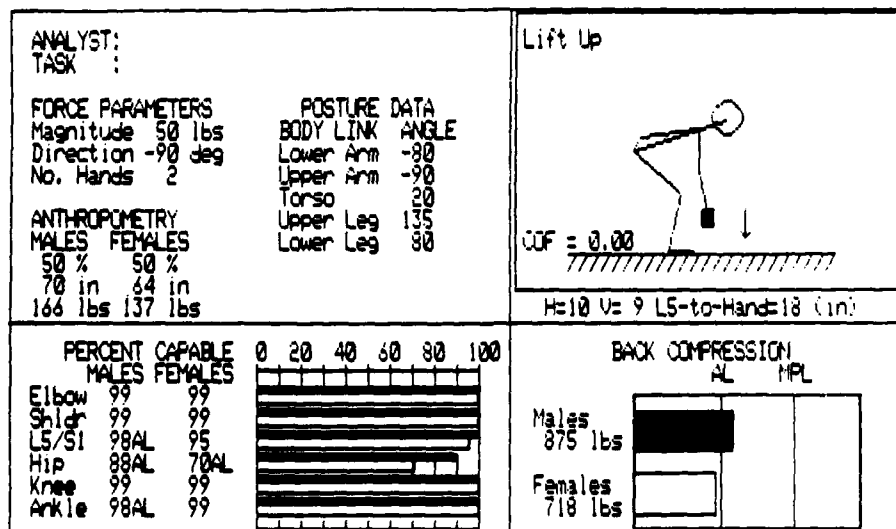 ANALYST:
TASK :
FORCE PARAMETERS
Magnitude 50 lbs
Direction -90 deg
No. Hands 2
ANTHROPOMETRY
MALES FEMALES
50 % 50 %
70 in 64 in
166 lbs 137 lbs
POSTURE DATA
BODY LINK ANGLE
Lower Arm -80
Upper Arm -90
Torso 20
Upper Leg 135
Lower Leg 80
Lift Up
COF = 0.00
H=10 V= 9 L5-to-Hand=18 (in)
PERCENT CAPABLE 0 20 40 60 80 100
MALES FEMALES
Elbow 99 99
Shldr 99 99
L5/S1 98AL 95
Hip 88AL 70AL
Knee 99 99
Ankle 98AL 99
BACK COMPRESSION
AL MPL
Males
875 lbs
Females
718 lbs